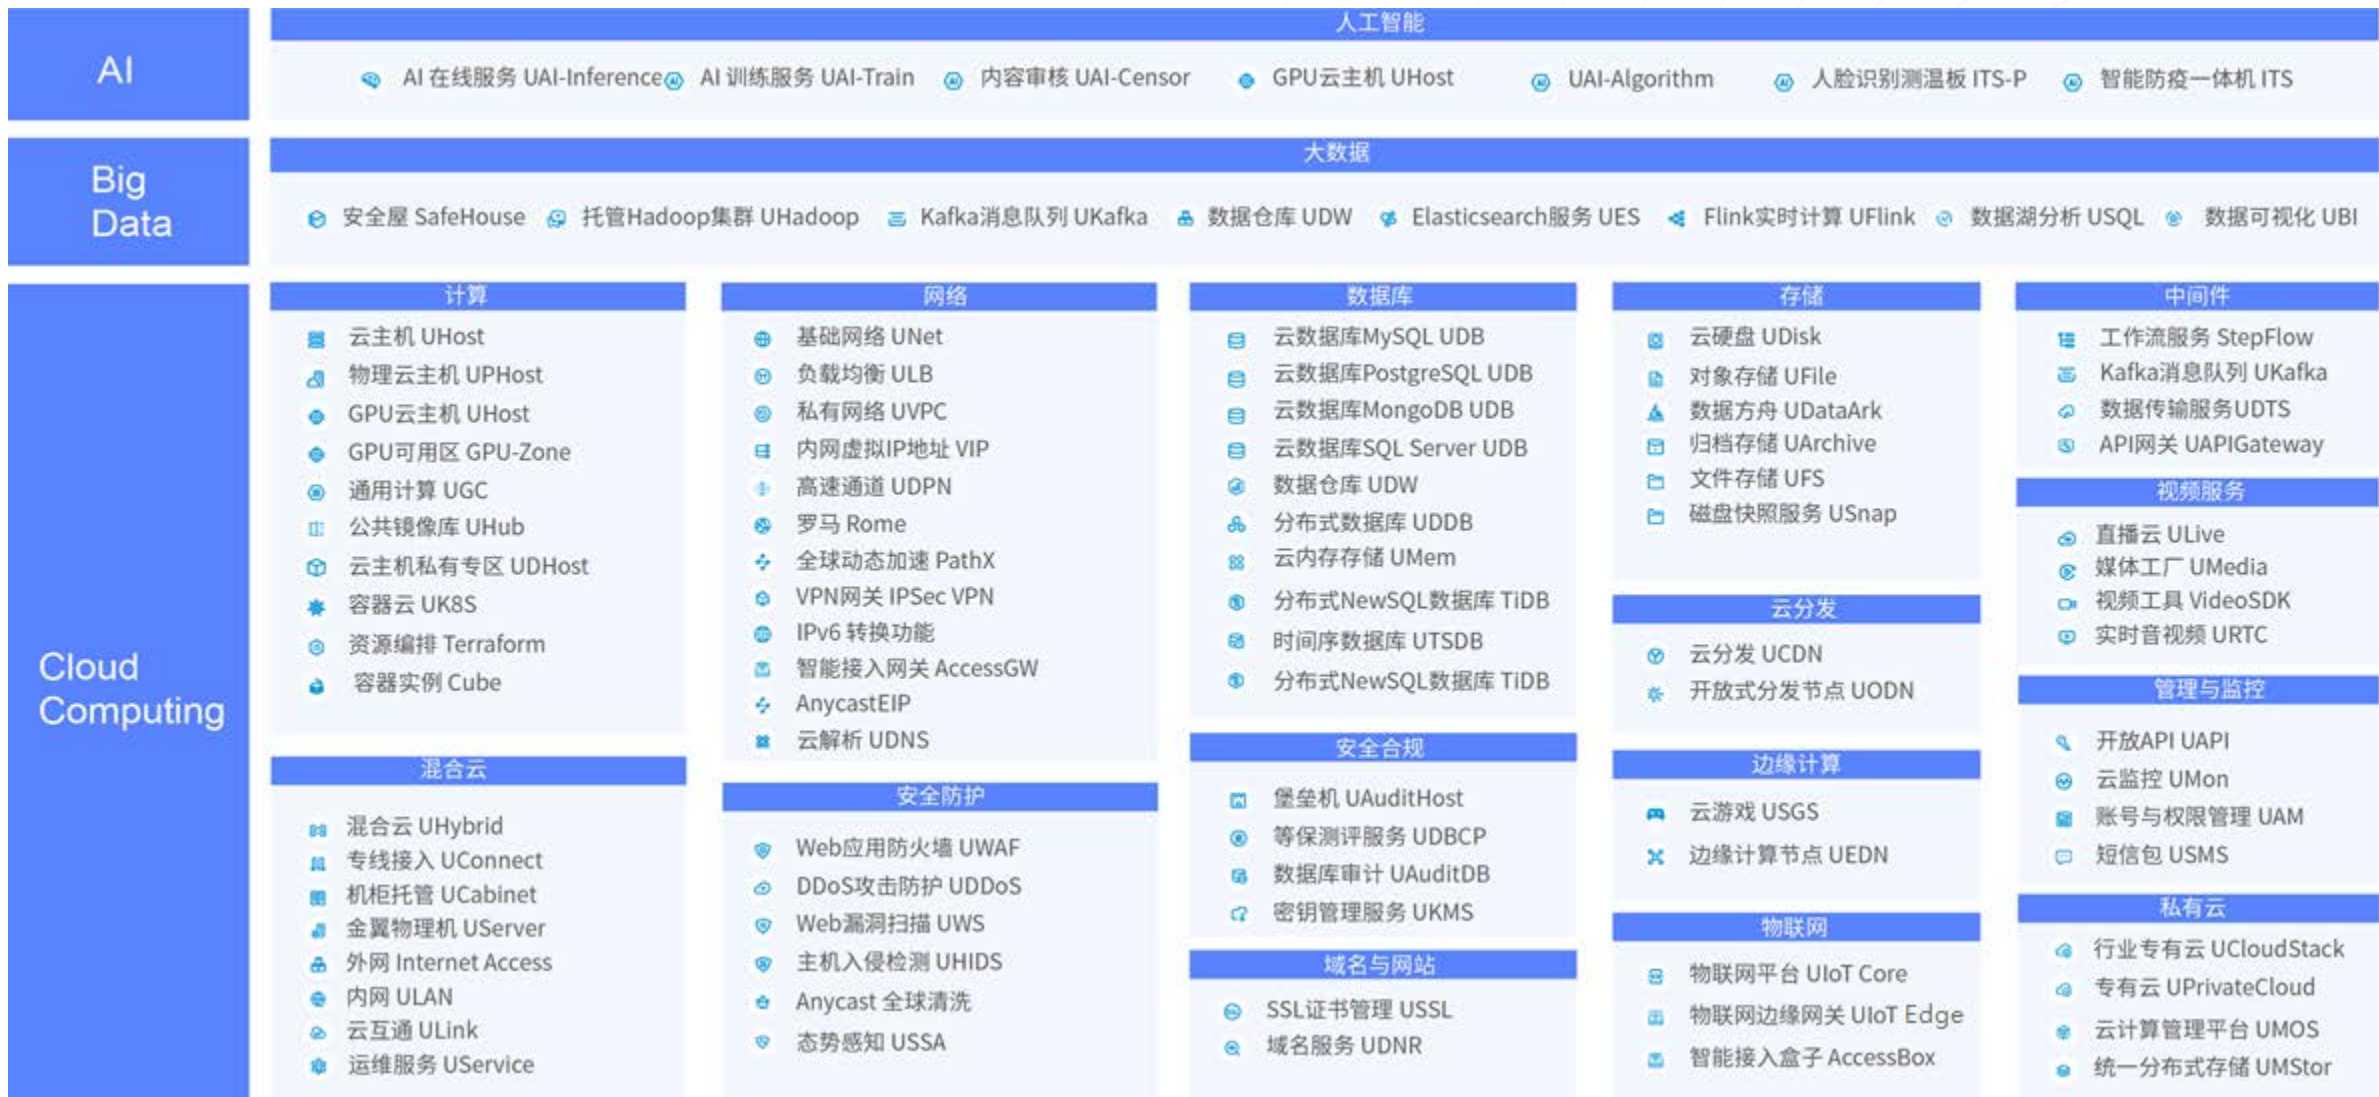 AI
人工智能
AI 在线服务 UAI-Inference
AI 训练服务 UAI-Train
内容审核 UAI-Censor
GPU云主机 UHost
UAI-Algorithm
人脸识别测温板 ITS-P
智能防疫一体机 ITS
Big
Data
大数据
安全屋 SafeHouse
托管Hadoop集群 UHadoop
Kafka消息队列 UKafka
数据仓库 UDW
Elasticsearch服务 UES
Flink实时计算 UFlink
数据湖分析 USQL
数据可视化 UBI
Cloud
Computing
计算
云主机 UHost
物理云主机 UPHost
GPU云主机 UHost
GPU可用区 GPU-Zone
通用计算 UGC
公共镜像库 UHub
云主机私有专区 UDHost
容器云 UK8S
资源编排 Terraform
容器实例 Cube
混合云
混合云 UHybrid
专线接入 UConnect
机柜托管 UCabinet
金翼物理机 UServer
外网 Internet Access
内网 ULAN
云互通 ULink
运维服务 UService
网络
基础网络 UNet
负载均衡 ULB
私有网络 UVPC
内网虚拟IP地址 VIP
高速通道 UDPN
罗马 Rome
全球动态加速 PathX
VPN网关 IPSec VPN
IPv6 转换功能
智能接入网关 AccessGW
AnycastEIP
云解析 UDNS
安全防护
Web应用防火墙 UWAF
DDoS攻击防护 UDDoS
Web漏洞扫描 UWS
主机入侵检测 UHIDS
Anycast 全球清洗
态势感知 USSA
数据库
云数据库MySQL UDB
云数据库PostgreSQL UDB
云数据库MongoDB UDB
云数据库SQL Server UDB
数据仓库 UDW
分布式数据库 UDDB
云内存存储 UMem
分布式NewSQL数据库 TiDB
时间序数据库 UTSDB
分布式NewSQL数据库 TiDB
安全合规
堡垒机 UAuditHost
等保测评服务 UDBCP
数据库审计 UAuditDB
密钥管理服务 UKMS
域名与网站
SSL证书管理 USSL
域名服务 UDNR
存储
云硬盘 UDisk
对象存储 UFile
数据方舟 UDataArk
归档存储 UArchive
文件存储 UFS
磁盘快照服务 USnap
云分发
云分发 UCDN
开放式分发节点 UODN
边缘计算
云游戏 USGS
边缘计算节点 UEDN
物联网
物联网平台 UIoT Core
物联网边缘网关 UIoT Edge
智能接入盒子 AccessBox
中间件
工作流服务 StepFlow
Kafka消息队列 UKafka
数据传输服务UDTS
API网关 UAPIGateway
视频服务
直播云 ULive
媒体工厂 UMedia
视频工具 VideoSDK
实时音视频 URTC
管理与监控
开放API UAPI
云监控 UMon
账号与权限管理 UAM
短信包 USMS
私有云
行业专有云 UCloudStack
专有云 UPrivateCloud
云计算管理平台 UMOS
统一分布式存储 UMStor